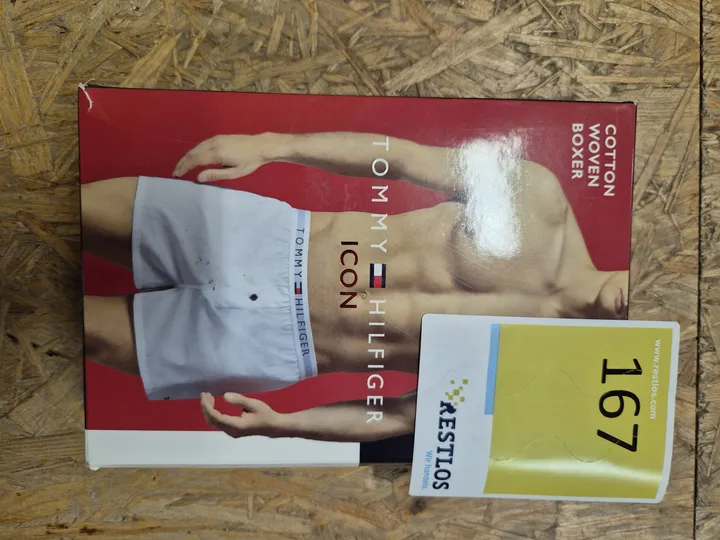 COTTON
WOVEN
BOXER
TOMMY HILFIGER
ICON
TOMMY HILFIGER
www.restlos.com
167
RESTLOS
Wir handeln.